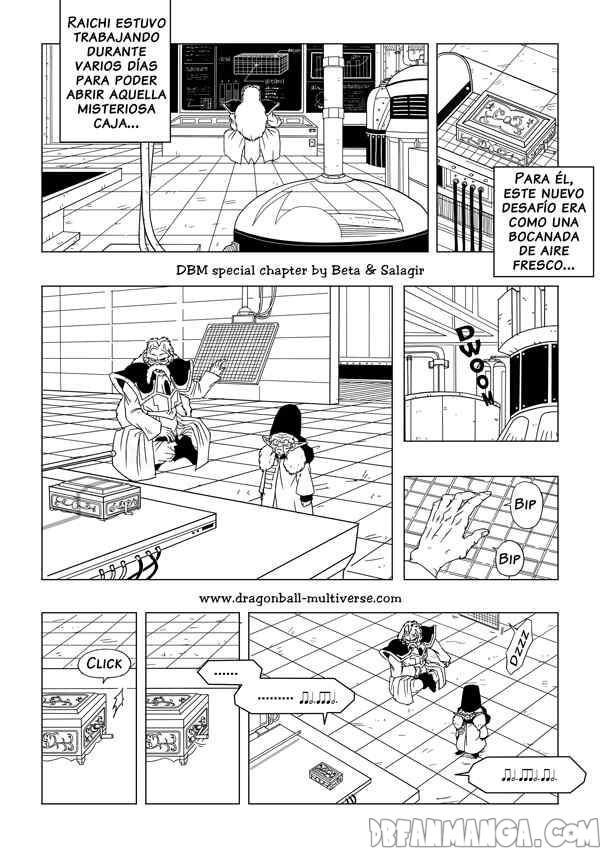 RAICHI ESTUVO
TRABAJANDO
DURANTE
VARIOS DÍAS
PARA PODER
ABRIR AQUELLA
MISTERIOSA
CAJA...
PARA ÉL,
ESTE NUEVO
DESAFÍO ERA
COMO UNA
BOCANADA
DE AIRE
FRESCO...
DBM special chapter by Beta & Salagir
DWOOM
BIP
BIP
www.dragonball-multiverse.com
CLICK
DZZZ
......
.........
DBFANMANGA.COM